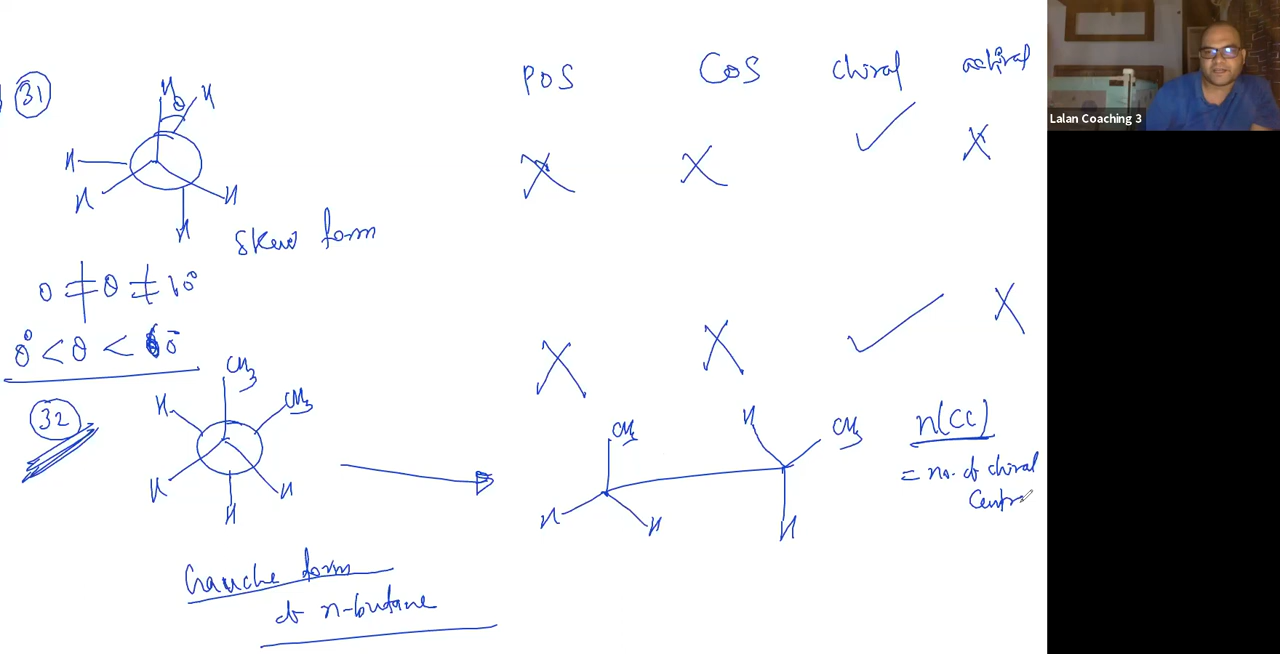 POS COS chiral achiral
31
H θ H
H
H H
H
Skew form
0 ≠ θ ≠ 60°
0° < θ < 60°
32
CH3
H CH3
H H
H
Gauche form
of n-butane
CH3
H H
H CH3
H
n(CC)
= no. of chiral
Centre
Lalan Coaching 3